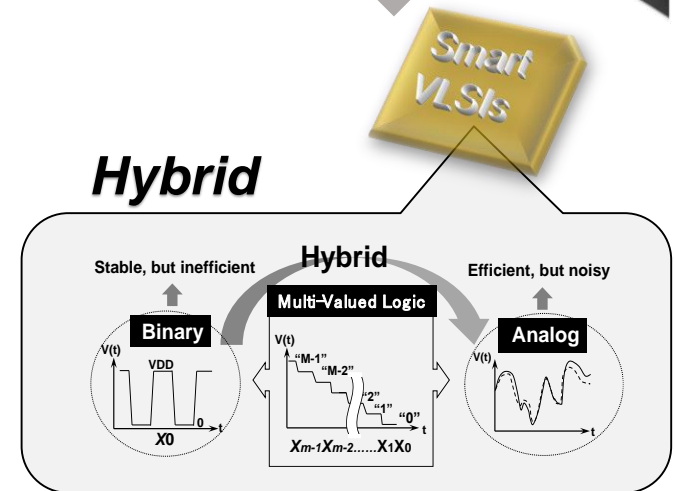 Smart
VLSIs
Hybrid
Hybrid
Stable, but inefficient
Efficient, but noisy
Multi-Valued Logic
Binary
Analog
V(t)
VDD
0
t
X0
V(t)
"M-1"
"M-2"
"2"
"1"
"0"
t
Xm-1Xm-2......X1X0
V(t)
t